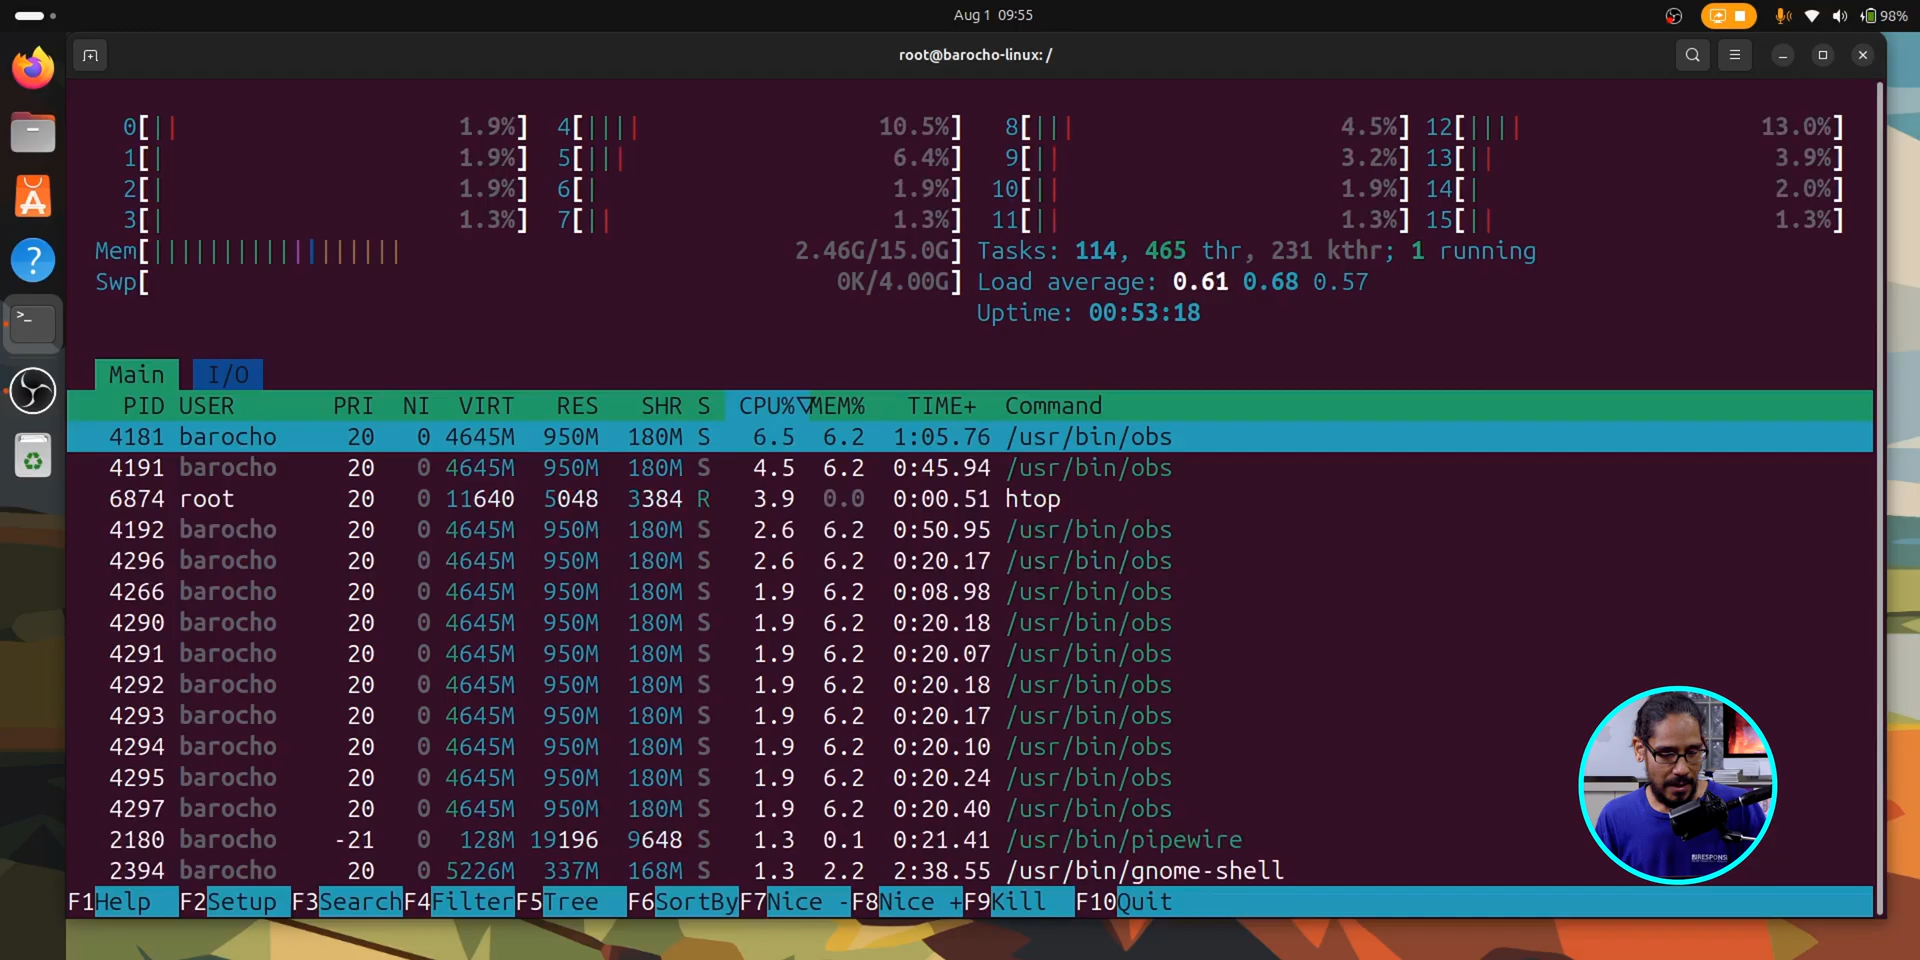 Aug 1 09:55
98%
root@barocho-linux: /
0[|| 1.9%] 4[|||| 10.5%] 8[||| 4.5%] 12[|||| 13.0%]
1[| 1.9%] 5[||| 6.4%] 9[|| 3.2%] 13[|| 3.9%]
2[| 1.9%] 6[| 1.9%] 10[|| 1.9%] 14[| 2.0%]
3[| 1.3%] 7[|| 1.3%] 11[|| 1.3%] 15[|| 1.3%]
Mem[|||||||||||||||||| 2.46G/15.0G] Tasks: 114, 465 thr, 231 kthr; 1 running
Swp[ 0K/4.00G] Load average: 0.61 0.68 0.57
Uptime: 00:53:18
Main I/O
PID USER PRI NI VIRT RES SHR S CPU%▽MEM% TIME+ Command
4181 barocho 20 0 4645M 950M 180M S 6.5 6.2 1:05.76 /usr/bin/obs
4191 barocho 20 0 4645M 950M 180M S 4.5 6.2 0:45.94 /usr/bin/obs
6874 root 20 0 11640 5048 3384 R 3.9 0.0 0:00.51 htop
4192 barocho 20 0 4645M 950M 180M S 2.6 6.2 0:50.95 /usr/bin/obs
4296 barocho 20 0 4645M 950M 180M S 2.6 6.2 0:20.17 /usr/bin/obs
4266 barocho 20 0 4645M 950M 180M S 1.9 6.2 0:08.98 /usr/bin/obs
4290 barocho 20 0 4645M 950M 180M S 1.9 6.2 0:20.18 /usr/bin/obs
4291 barocho 20 0 4645M 950M 180M S 1.9 6.2 0:20.07 /usr/bin/obs
4292 barocho 20 0 4645M 950M 180M S 1.9 6.2 0:20.18 /usr/bin/obs
4293 barocho 20 0 4645M 950M 180M S 1.9 6.2 0:20.17 /usr/bin/obs
4294 barocho 20 0 4645M 950M 180M S 1.9 6.2 0:20.10 /usr/bin/obs
4295 barocho 20 0 4645M 950M 180M S 1.9 6.2 0:20.24 /usr/bin/obs
4297 barocho 20 0 4645M 950M 180M S 1.9 6.2 0:20.40 /usr/bin/obs
2180 barocho -21 0 128M 19196 9648 S 1.3 0.1 0:21.41 /usr/bin/pipewire
2394 barocho 20 0 5226M 337M 168M S 1.3 2.2 2:38.55 /usr/bin/gnome-shell
F1Help F2Setup F3SearchF4FilterF5Tree F6SortByF7Nice -F8Nice +F9Kill F10Quit